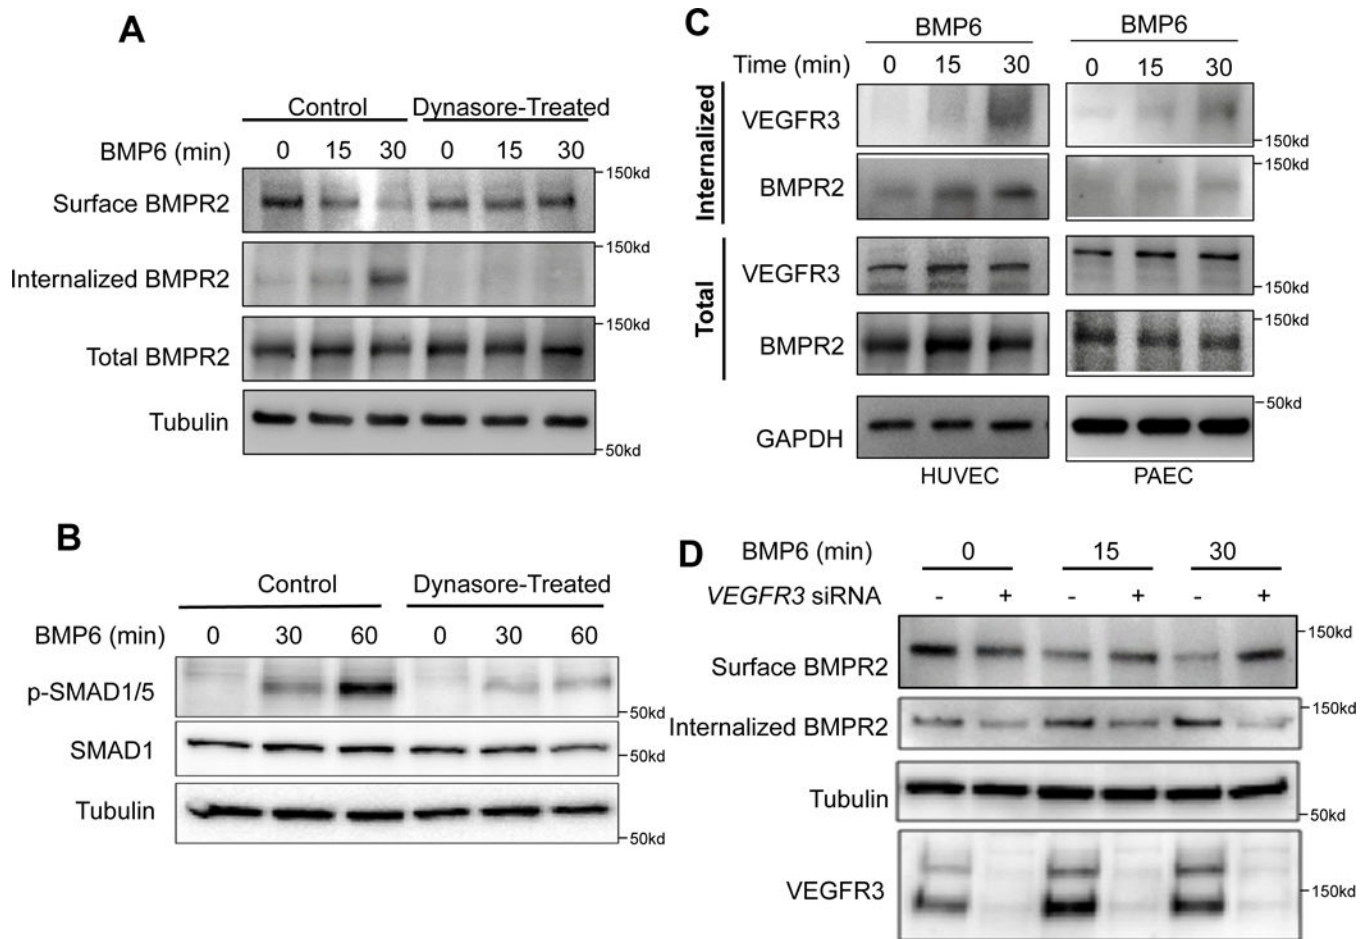 A
Control Dynasore-Treated
BMP6 (min) 0 15 30 0 15 30
150kd
Surface BMPR2
150kd
Internalized BMPR2
150kd
Total BMPR2
Tubulin
50kd
B
Control Dynasore-Treated
BMP6 (min) 0 30 60 0 30 60
p-SMAD1/5
50kd
SMAD1
50kd
Tubulin
50kd
C
BMP6 BMP6
Time (min) 0 15 30 0 15 30
Internalized
VEGFR3
150kd
150kd
BMPR2
Total
VEGFR3
150kd
150kd
BMPR2
50kd
GAPDH
HUVEC PAEC
D
BMP6 (min) 0 15 30
VEGFR3 siRNA - + - + - +
150kd
Surface BMPR2
150kd
Internalized BMPR2
Tubulin
50kd
VEGFR3
150kd